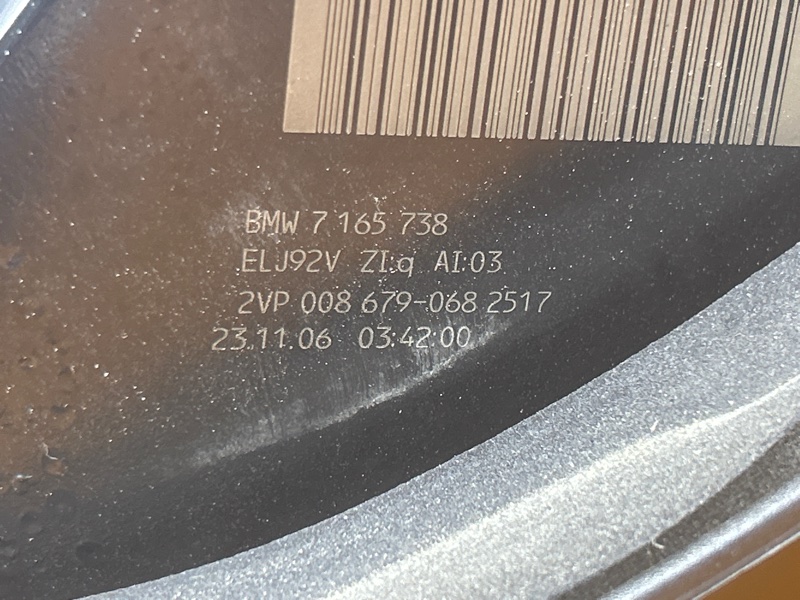 BMW 7 165 738
ELJ92V ZI:q AI:03
2VP 008 679-068 2517
23.11.06 03:42:00